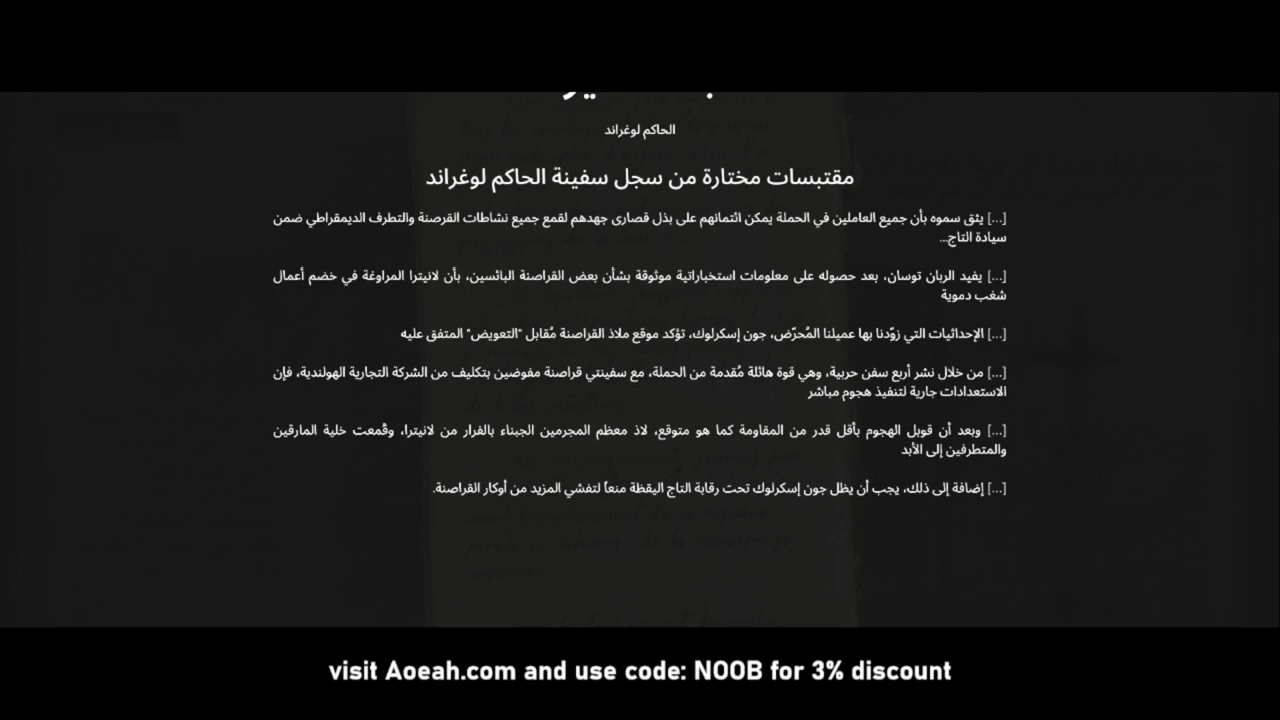 الحاكم لوغراند
مقتبسات مختارة من سجل سفينة الحاكم لوغراند
[...] يثق سموه بأن جميع العاملين في الحملة يمكن ائتمانهم على بذل قصارى جهدهم لقمع جميع نشاطات القرصنة والتطرف الديمقراطي ضمن
سيادة التاج...
[...] يفيد الربان توسان، بعد حصوله على معلومات استخباراتية موثوقة بشأن بعض القراصنة البائسين، بأن لانيترا المراوغة في خضم أعمال
شغب دموية
[...] الإحداثيات التي زوّدنا بها عميلنا المُحرّض، جون إسكرلوك، تؤكد موقع ملاذ القراصنة مُقابل "التعويض" المتفق عليه
[...] من خلال نشر أربع سفن حربية، وهي قوة هائلة مُقدمة من الحملة، مع سفينتي قراصنة مفوضين بتكليف من الشركة التجارية الهولندية، فإن
الاستعدادات جارية لتنفيذ هجوم مباشر
[...] وبعد أن قوبل الهجوم بأقل قدر من المقاومة كما هو متوقع، لاذ معظم المجرمين الجبناء بالفرار من لانيترا، وقُمعت خلية المارقين
والمتطرفين إلى الأبد
[...] إضافة إلى ذلك، يجب أن يظل جون إسكرلوك تحت رقابة التاج اليقظة منعاً لتفشي المزيد من أوكار القراصنة.
visit Aoeah.com and use code: NOOB for 3% discount